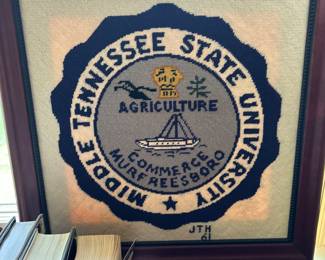 MIDDLE TENNESSEE STATE UNIVERSITY
AGRICULTURE
COMMERCE
MURFREESBORO
JTH
61